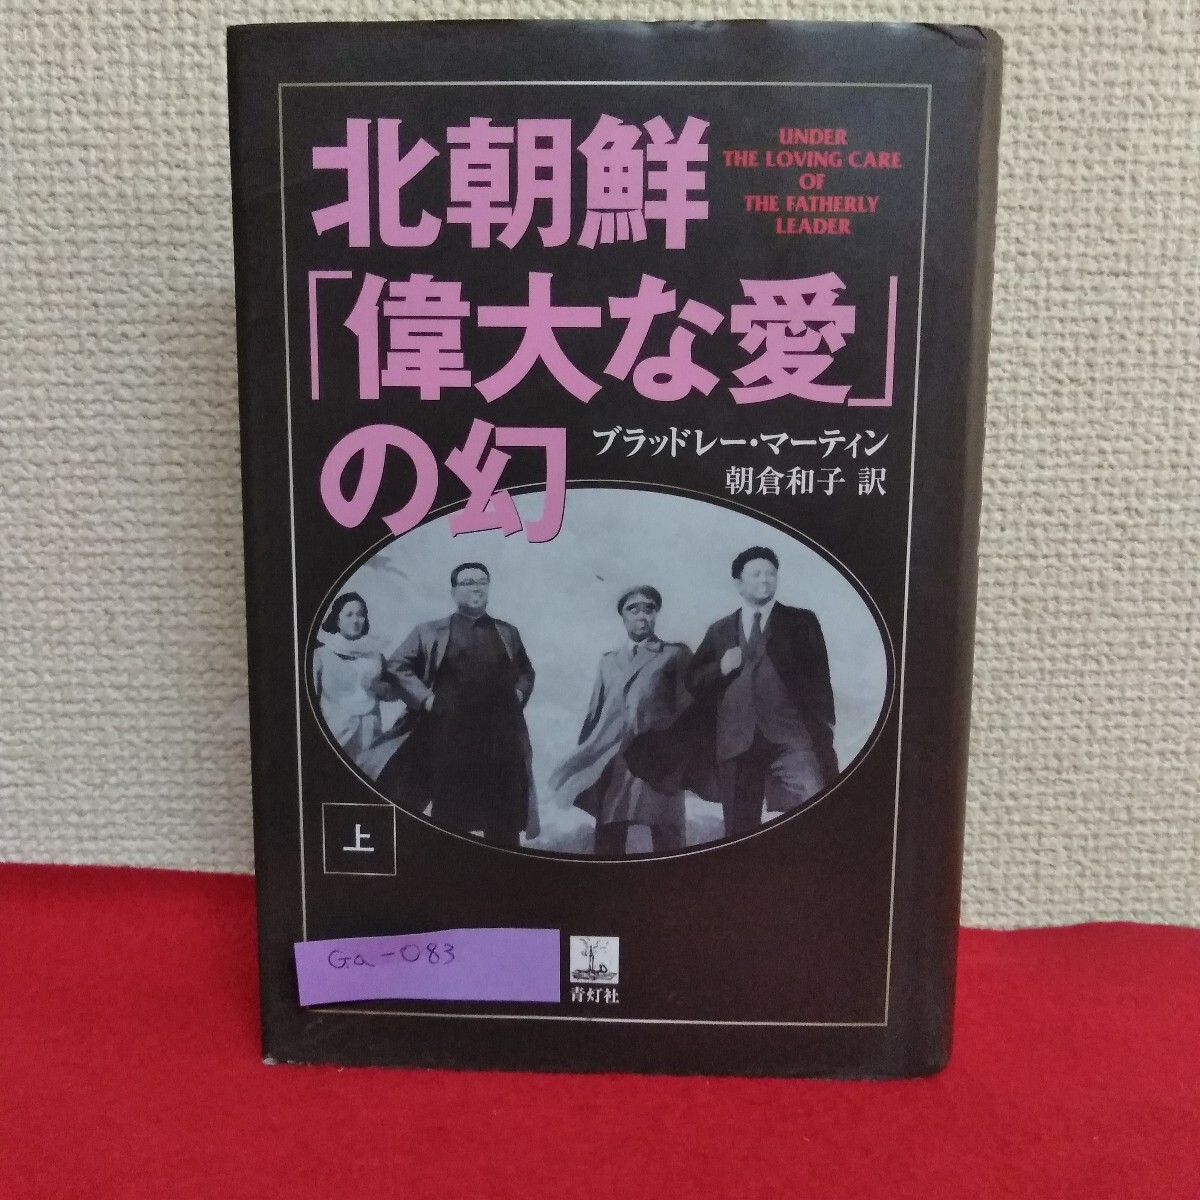 北朝鮮
「偉大な愛」
の幻
UNDER
THE LOVING CARE
OF
THE FATHERLY
LEADER
ブラッドレー・マーティン
朝倉和子 訳
上
Ga-083
青灯社